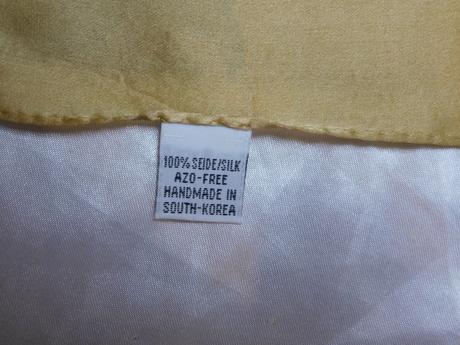 100% SEIDE/SILK
AZO-FREE
HANDMADE IN
SOUTH-KOREA